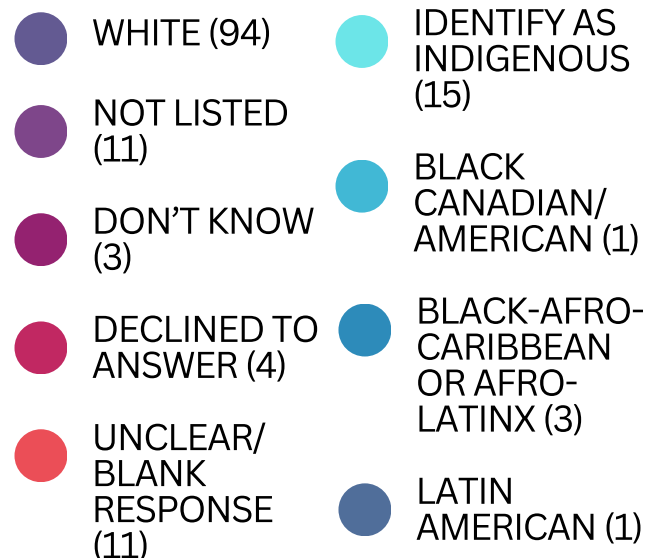 WHITE (94)
NOT LISTED
(11)
DON'T KNOW
(3)
DECLINED TO
ANSWER (4)
UNCLEAR/
BLANK
RESPONSE
(11)
IDENTIFY AS
INDIGENOUS
(15)
BLACK
CANADIAN/
AMERICAN (1)
BLACK-AFRO-
CARIBBEAN
OR AFRO-
LATINX (3)
LATIN
AMERICAN (1)